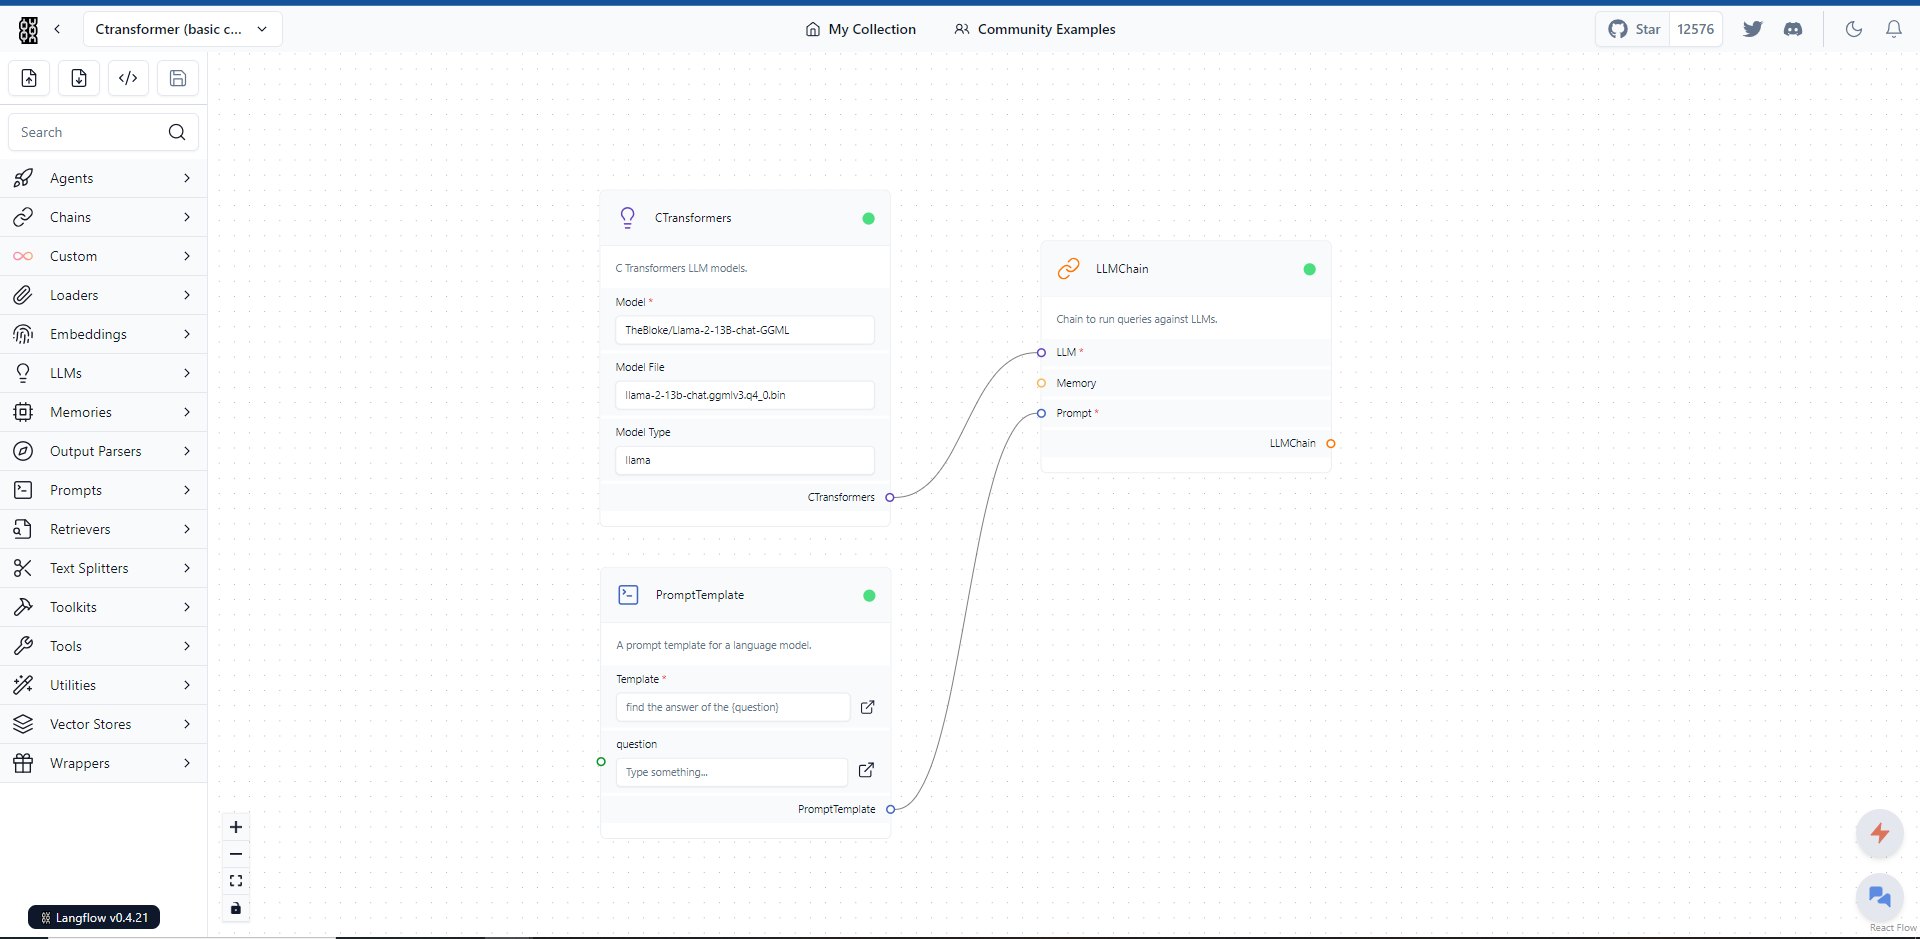 Ctransformer (basic c...
My Collection
Community Examples
Star
12576
Search
Agents
Chains
Custom
Loaders
Embeddings
LLMs
Memories
Output Parsers
Prompts
Retrievers
Text Splitters
Toolkits
Tools
Utilities
Vector Stores
Wrappers
Langflow v0.4.21
CTransformers
C Transformers LLM models.
Model *
TheBloke/Llama-2-13B-chat-GGML
Model File
llama-2-13b-chat.ggmlv3.q4_0.bin
Model Type
llama
CTransformers
PromptTemplate
A prompt template for a language model.
Template *
find the answer of the {question}
question
Type something...
PromptTemplate
LLMChain
Chain to run queries against LLMs.
LLM *
Memory
Prompt *
LLMChain
React Flow